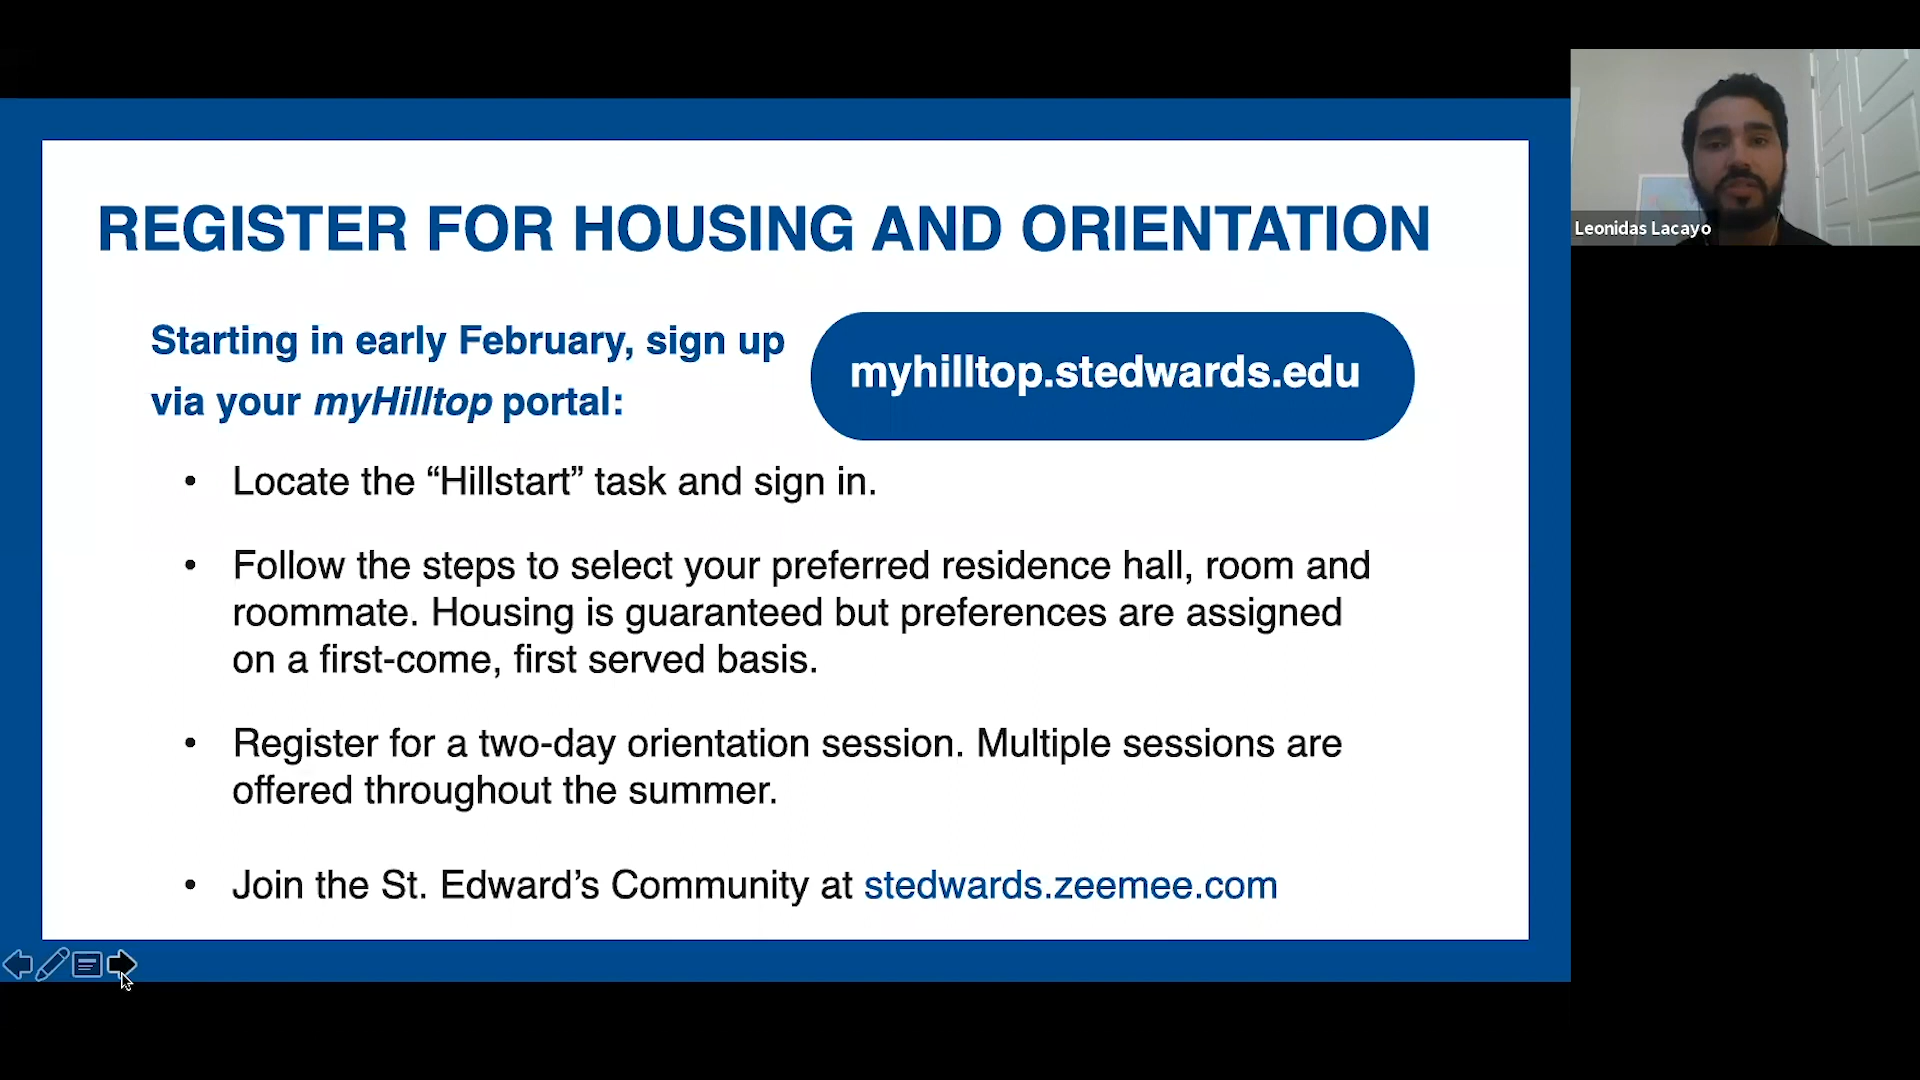 REGISTER FOR HOUSING AND ORIENTATION
Starting in early February, sign up
via your myHilltop portal:
myhilltop.stedwards.edu
• Locate the “Hillstart” task and sign in.
• Follow the steps to select your preferred residence hall, room and
roommate. Housing is guaranteed but preferences are assigned
on a first-come, first served basis.
• Register for a two-day orientation session. Multiple sessions are
offered throughout the summer.
• Join the St. Edward’s Community at stedwards.zeemee.com
Leonidas Lacayo